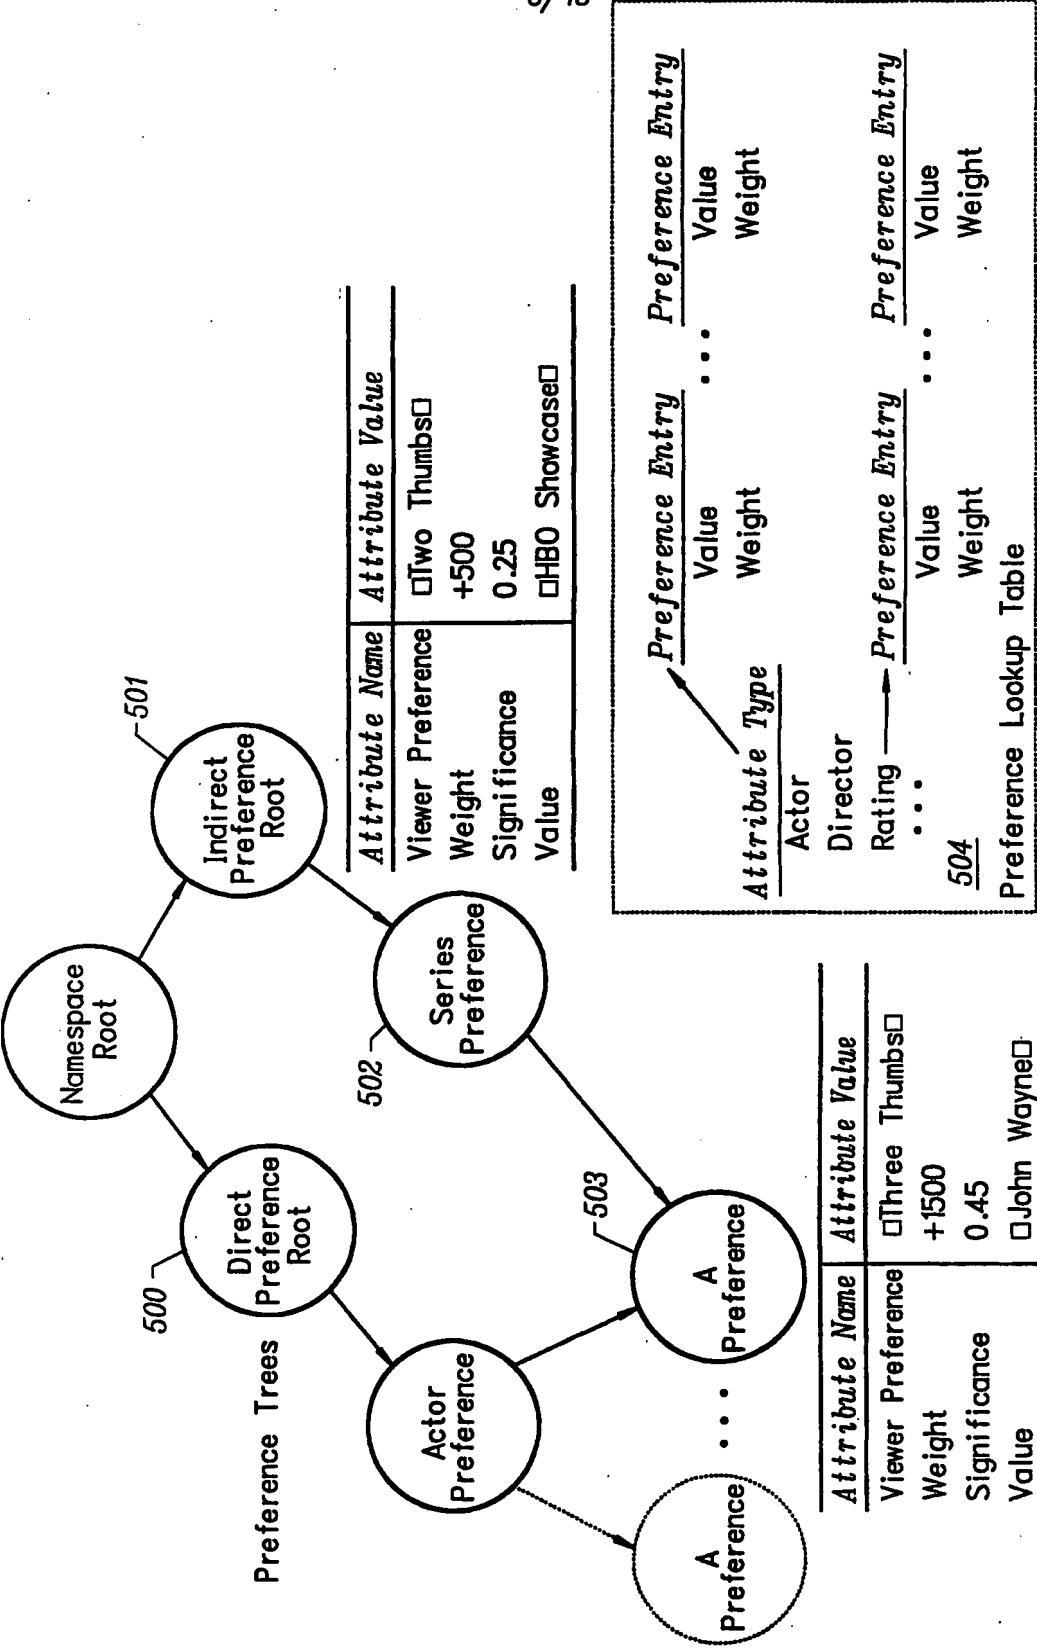 Preference Trees
Namespace
Root
500
Direct
Preference
Root
501
Indirect
Preference
Root
Actor
Preference
502
Series
Preference
A
Preference
...
503
A
Preference
Attribute Name Attribute Value
Viewer Preference □Two Thumbs□
Weight +500
Significance 0.25
Value □HBO Showcase□
Attribute Name Attribute Value
Viewer Preference □Three Thumbs□
Weight +1500
Significance 0.45
Value □John Wayne□
Attribute Type
Actor
Director
Rating
...
Preference Entry ... Preference Entry
Value Value
Weight Weight
Preference Entry ... Preference Entry
Value Value
Weight Weight
504
Preference Lookup Table